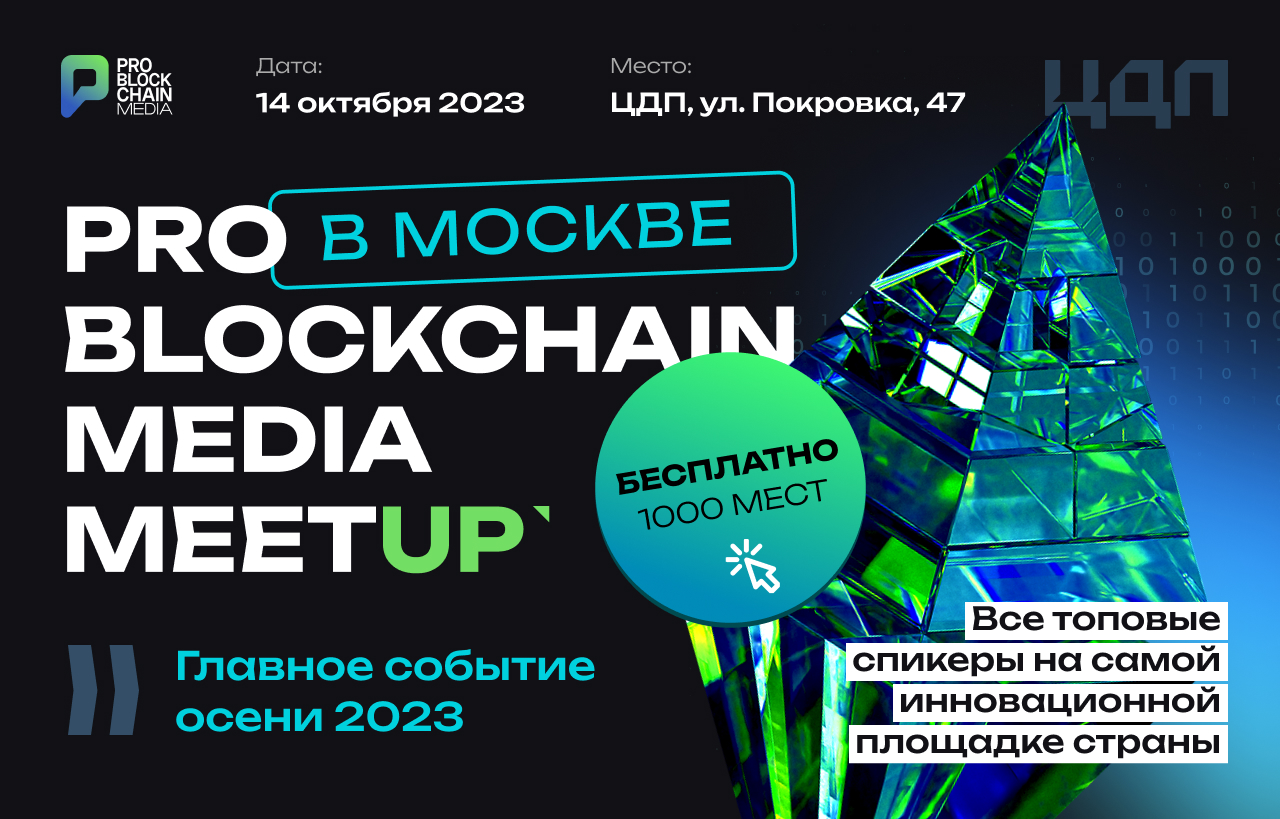 PRO
BLOCK
CHAIN
MEDIA
Дата:
14 октября 2023
Место:
ЦДП, ул. Покровка, 47
ЦДП
PRO
В МОСКВЕ
BLOCKCHAIN
MEDIA
MEETUP
БЕСПЛАТНО
1000 МЕСТ
Главное событие
осени 2023
Все топовые
спикеры на самой
инновационной
площадке страны